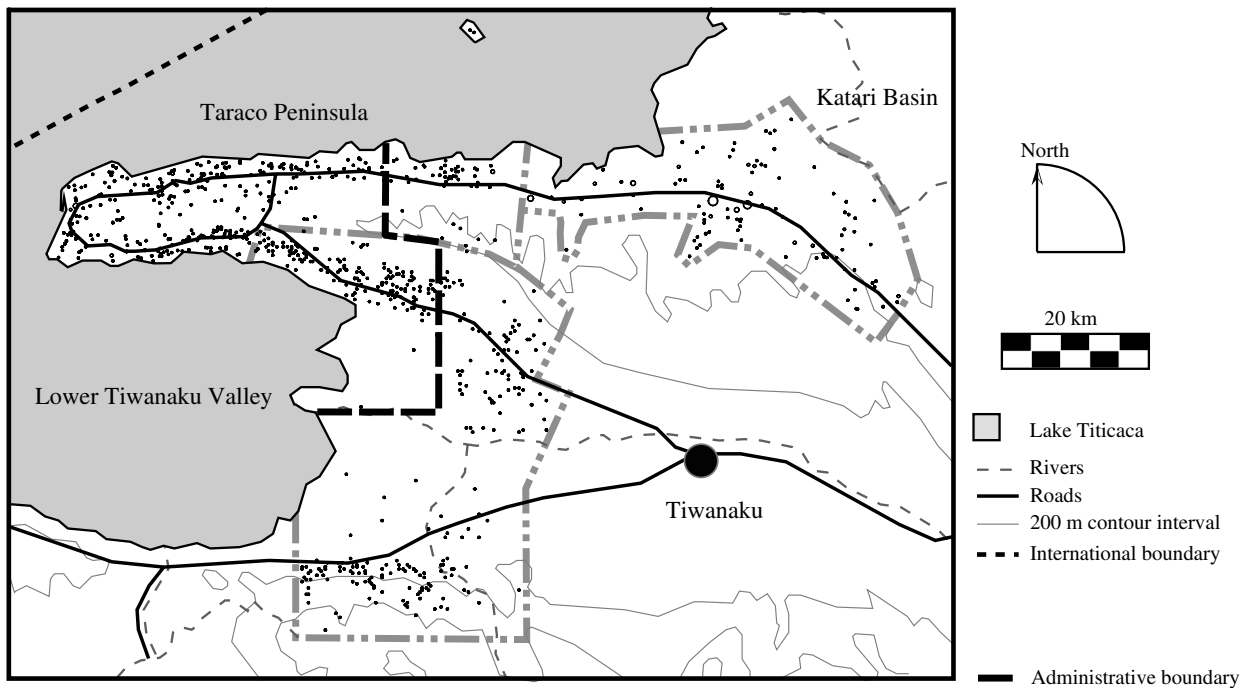 Taraco Peninsula
Katari Basin
Lower Tiwanaku Valley
Tiwanaku
North
20 km
Lake Titicaca
Rivers
Roads
200 m contour interval
International boundary
Administrative boundary